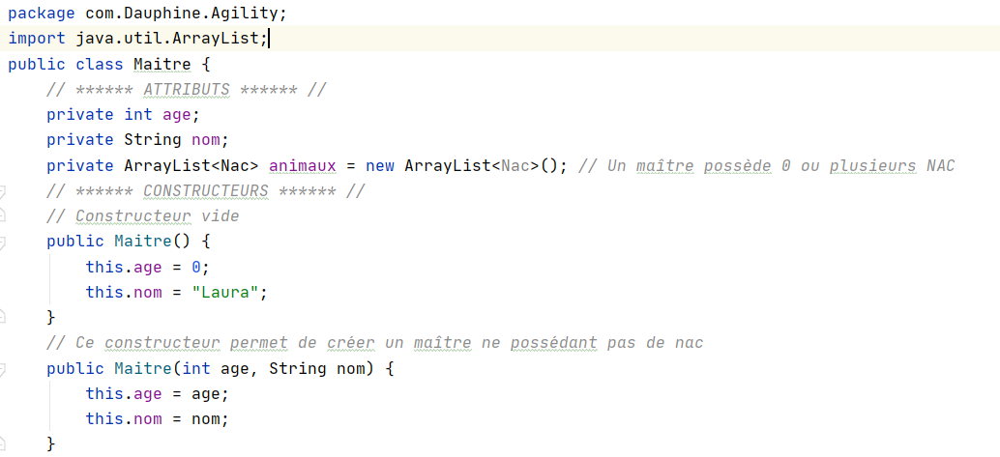 package com.Dauphine.Agility;
import java.util.ArrayList;
public class Maitre {
    // ****** ATTRIBUTS ****** //
    private int age;
    private String nom;
    private ArrayList<Nac> animaux = new ArrayList<Nac>(); // Un maître possède 0 ou plusieurs NAC
    // ****** CONSTRUCTEURS ****** //
    // Constructeur vide
    public Maitre() {
        this.age = 0;
        this.nom = "Laura";
    }
    // Ce constructeur permet de créer un maître ne possédant pas de nac
    public Maitre(int age, String nom) {
        this.age = age;
        this.nom = nom;
    }